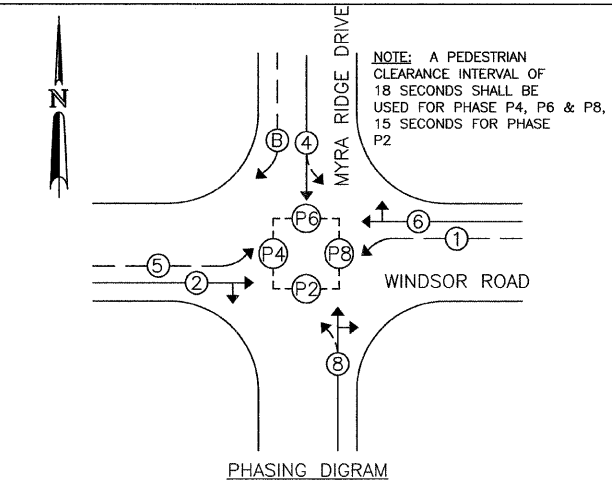 MYRA RIDGE DRIVE
NOTE: A PEDESTRIAN
CLEARANCE INTERVAL OF
18 SECONDS SHALL BE
USED FOR PHASE P4, P6 & P8,
15 SECONDS FOR PHASE
P2
N
B
4
P6
6
P4
P8
1
5
2
P2
WINDSOR ROAD
8
PHASING DIGRAM